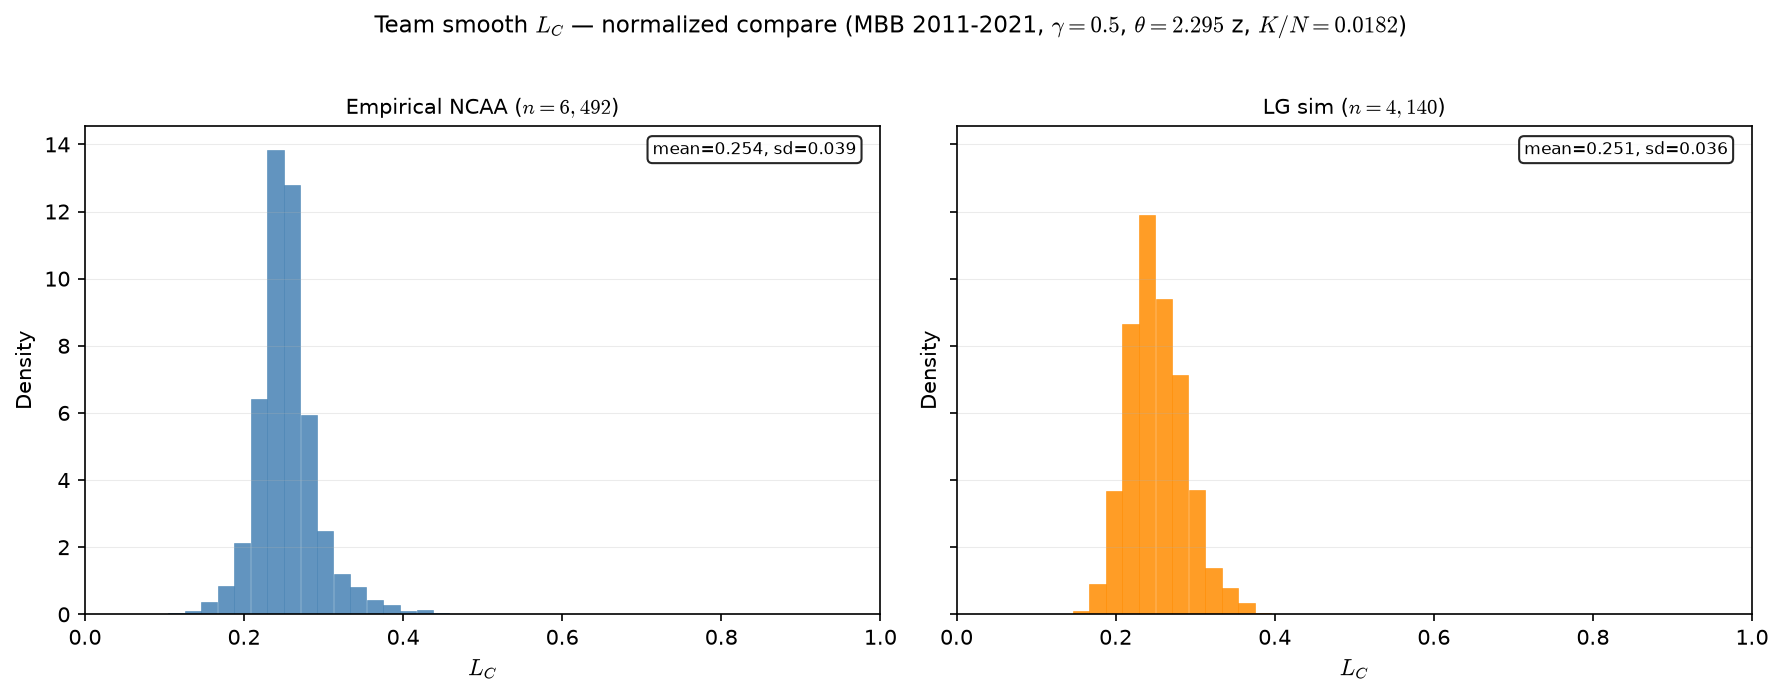 Team smooth L_C — normalized compare (MBB 2011-2021, γ = 0.5, θ = 2.295 z, K/N = 0.0182)
Empirical NCAA (n = 6,492)
mean=0.254, sd=0.039
14
12
10
8
6
4
2
0
Density
0.0 0.2 0.4 0.6 0.8 1.0
L_C
LG sim (n = 4,140)
mean=0.251, sd=0.036
Density
0.0 0.2 0.4 0.6 0.8 1.0
L_C